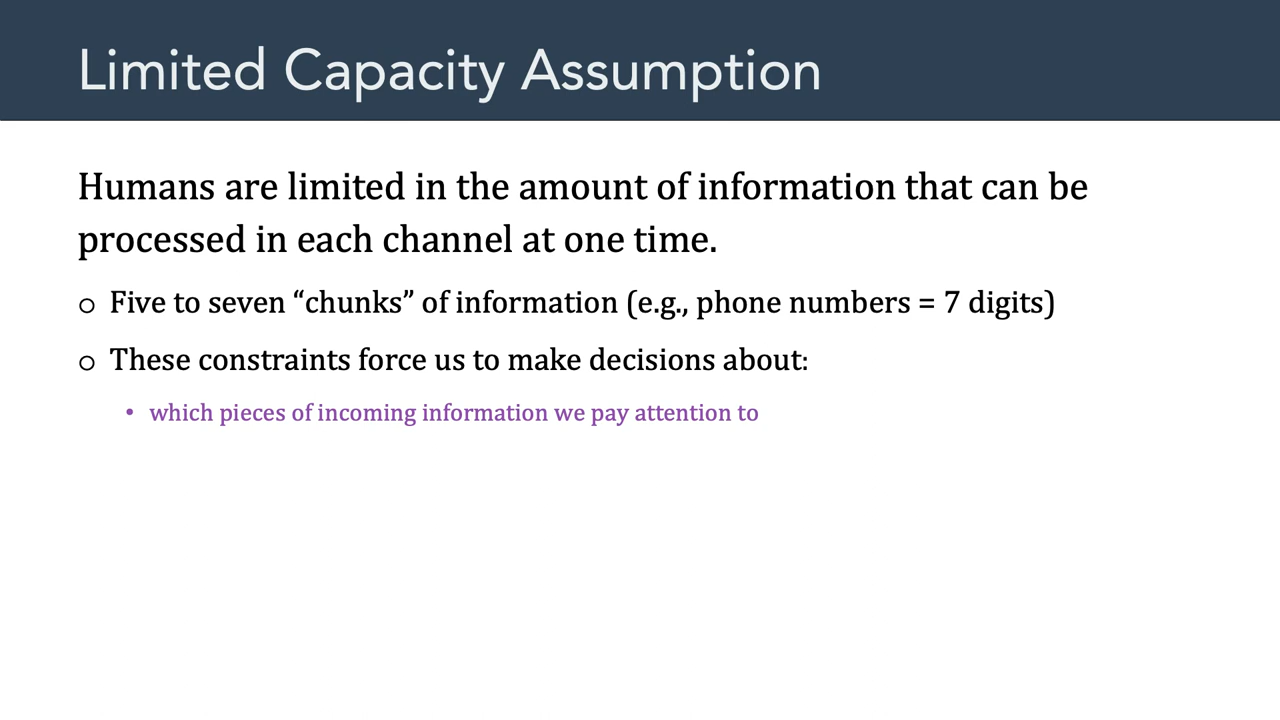 Limited Capacity Assumption
Humans are limited in the amount of information that can be
processed in each channel at one time.
○ Five to seven “chunks” of information (e.g., phone numbers = 7 digits)
○ These constraints force us to make decisions about:
• which pieces of incoming information we pay attention to